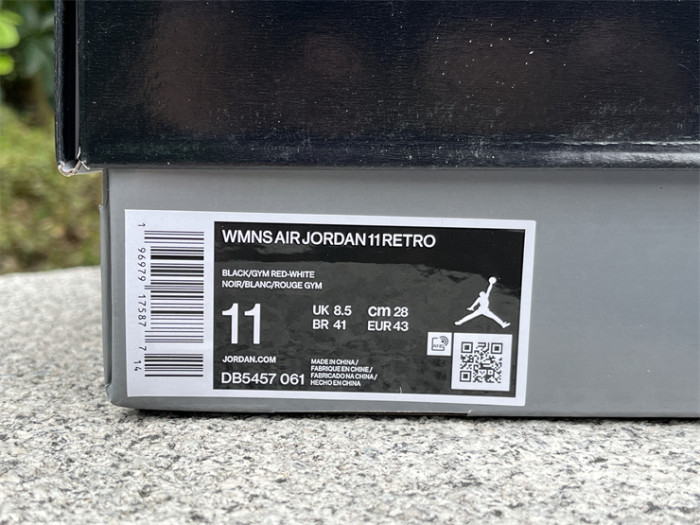 WMNS AIR JORDAN 11 RETRO
BLACK/GYM RED-WHITE
NOIR/BLANC/ROUGE GYM
11
UK 8.5 cm 28
BR 41 EUR 43
JORDAN.COM
DB5457 061
MADE IN CHINA/
FABRIQUE EN CHINE/
FABRICADO NA CHINA/
HECHO EN CHINA
1 96979 17587 7 14